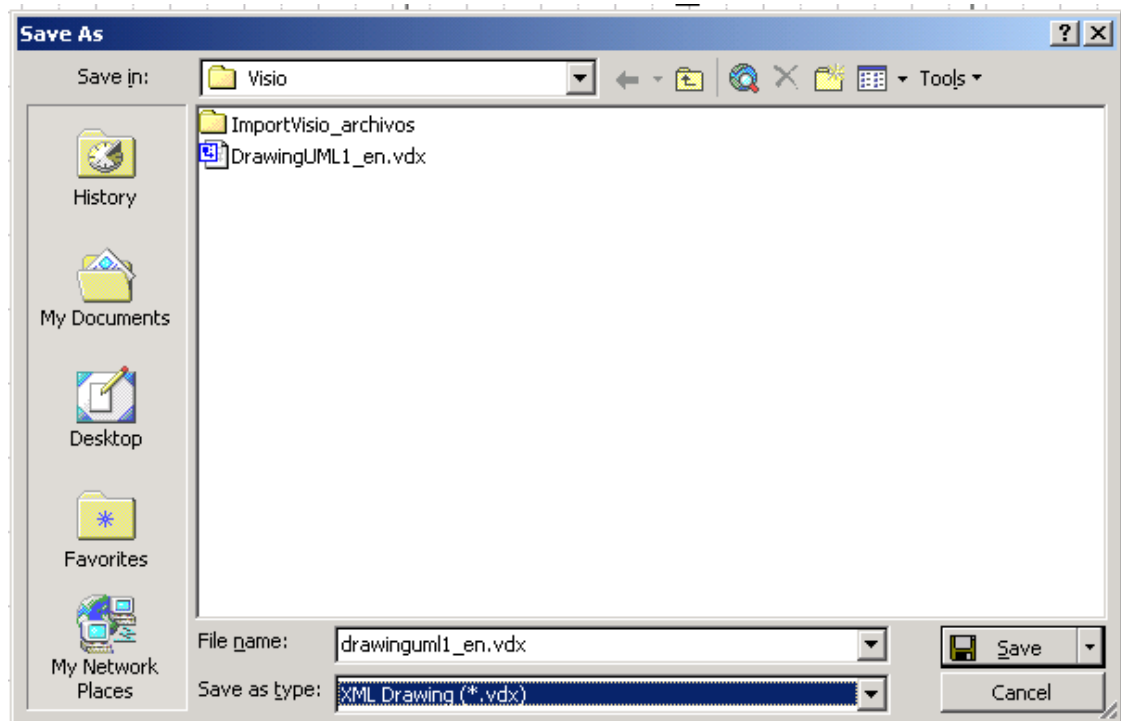 Save As
Save in:
Visio
Tools
ImportVisio_archivos
DrawingUML1_en.vdx
History
My Documents
Desktop
Favorites
My Network
Places
File name:
drawinguml1_en.vdx
Save
Save as type:
XML Drawing (*.vdx)
Cancel